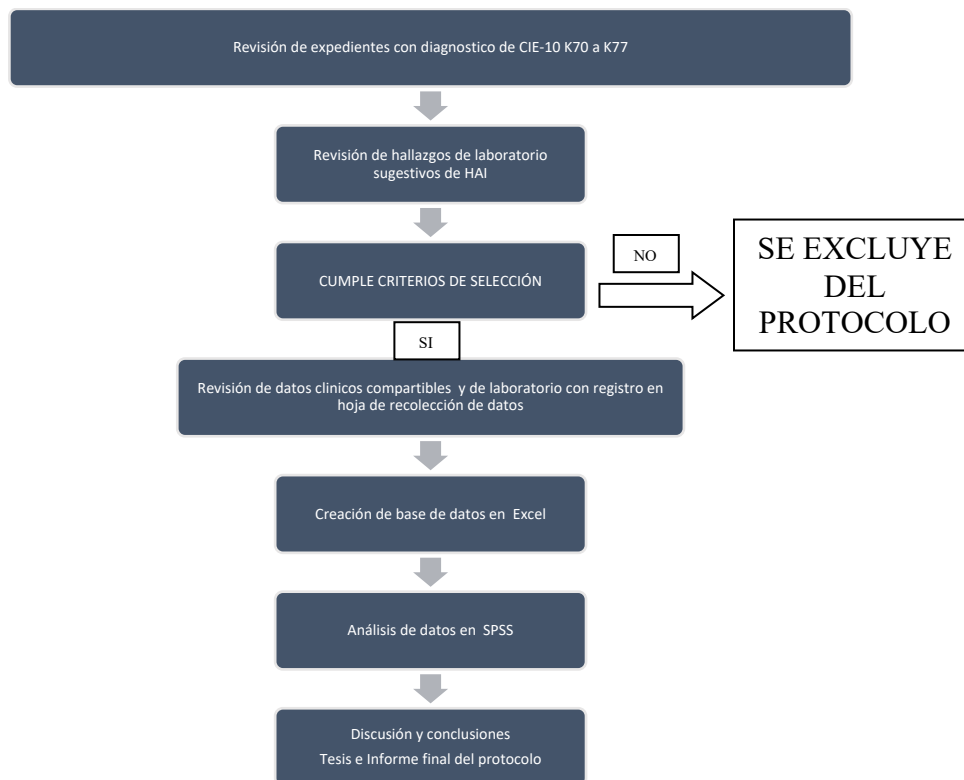 Revisión de expedientes con diagnostico de CIE-10 K70 a K77
Revisión de hallazgos de laboratorio
sugestivos de HAI
CUMPLE CRITERIOS DE SELECCIÓN
NO
SE EXCLUYE
DEL
PROTOCOLO
SI
Revisión de datos clinicos compartibles y de laboratorio con registro en
hoja de recolección de datos
Creación de base de datos en Excel
Análisis de datos en SPSS
Discusión y conclusiones
Tesis e Informe final del protocolo